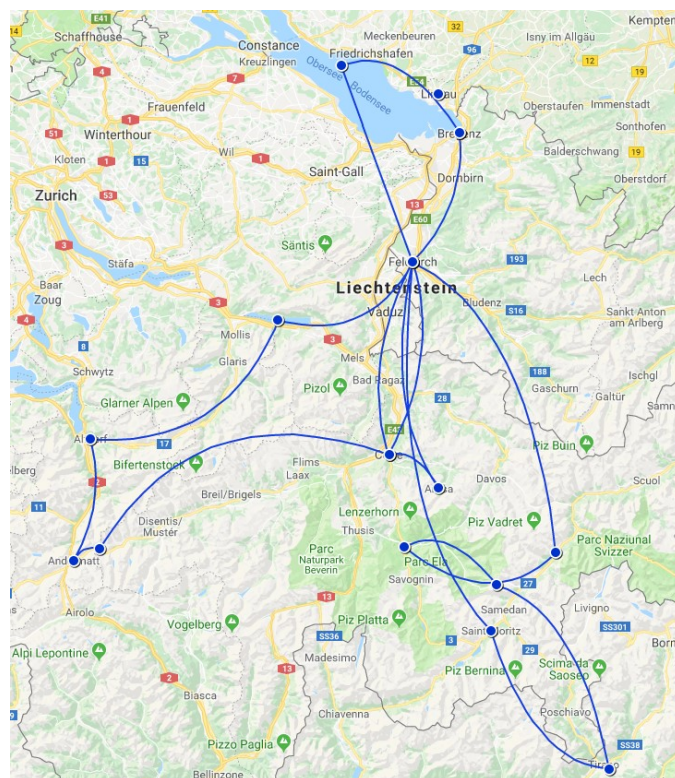 E41
Schaffhouse
14
Constance
Kreuzlingen
Meckenbeuren
Friedrichshafen
32
96
Isny im Allgäu
Kempten
12
19
4
7
Obersee
Bodensee
Frauenfeld
1
Oberstaufen
Immenstadt
51
Winterthour
Kloten
1
15
Wil
1
Sonthofen
19
Balderschwang
Oberstdorf
Saint-Gall
Dornbirn
Zurich
53
13
E60
3
Stäfa
Säntis
193
Lech
Baar
Zoug
4
3
Liechtenstein
Vaduz
Bludenz
S16
Sankt Anton
am Arlberg
Mollis
Glaris
8
3
Mels
Bad Ragaz
Schwytz
Pizol
188
Ischgl
Gaschurn
Galtür
Glarner Alpen
28
17
Bifertenstock
Piz Buin
2
Flims
Laax
Davos
Scuol
11
Breil/Brigels
Disentis/
Mustér
Lenzerhorn
Piz Vadret
Thusis
Parc Naziunal
Svizzer
Parc
Naturpark
Beverin
Parc Ela
Savognin
27
Airolo
13
Samedan
Livigno
Vogelberg
Piz Platta
SS301
SS36
3
29
Alpi Lepontine
Madesimo
13
Piz Bernina
Scima da
Saoseo
2
Biasca
Chiavenna
Poschiavo
Pizzo Paglia
SS38
Bellinzone